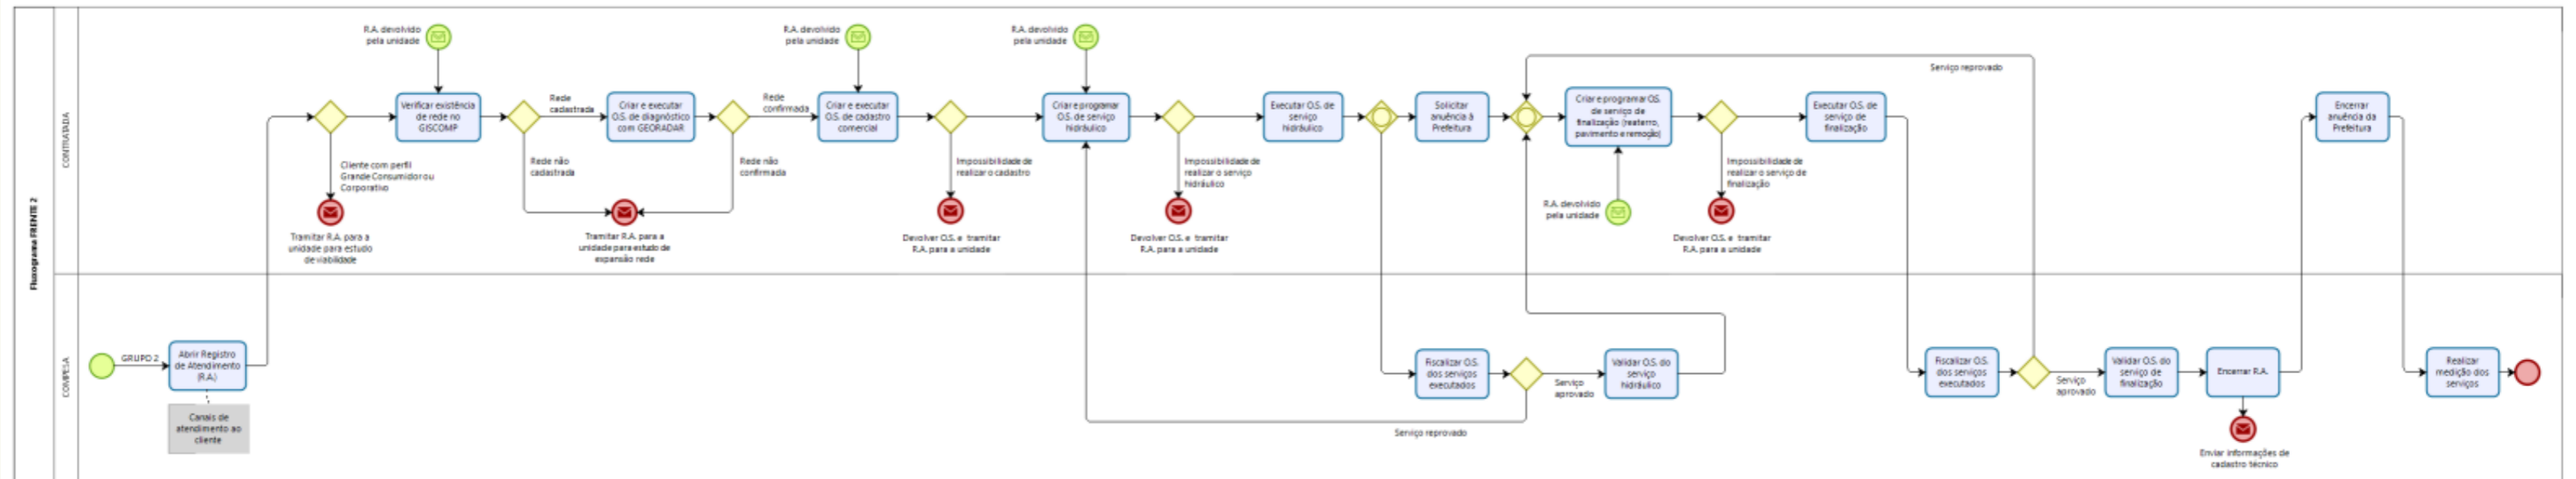 Fluxograma FRENTE 2
CONTRATADA
R.A. devolvido
pela unidade
R.A. devolvido
pela unidade
R.A. devolvido
pela unidade
Serviço reprovado
Verificar existência
de rede no
GISCOMP
Rede
cadastrada
Criar e executar
O.S. de diagnóstico
com GEORADAR
Rede
confirmada
Criar e executar
O.S. de cadastro
comercial
Criar e programar
O.S. de serviço
hidráulico
Executar O.S. de
serviço
hidráulico
Solicitar
anuência à
Prefeitura
Criar e programar O.S.
de serviço de
finalização (reaterro,
pavimento e remoção)
Executar O.S. de
serviço de
finalização
Encerrar
anuência da
Prefeitura
Cliente com perfil
Grande Consumidor ou
Corporativo
Rede não
cadastrada
Rede não
confirmada
Impossibilidade de
realizar o cadastro
Impossibilidade de
realizar o serviço
hidráulico
Impossibilidade de
realizar o serviço de
finalização
R.A. devolvido
pela unidade
Tramitar R.A. para a
unidade para estudo
de viabilidade
Tramitar R.A. para a
unidade para estudo de
expansão rede
Devolver O.S. e tramitar
R.A. para a unidade
Devolver O.S. e tramitar
R.A. para a unidade
Devolver O.S. e tramitar
R.A. para a unidade
COMPESA
GRUPO 2
Abrir Registro
de Atendimento
(R.A.)
Canais de
atendimento ao
cliente
Fiscalizar O.S.
dos serviços
executados
Serviço
aprovado
Validar O.S. do
serviço
hidráulico
Serviço reprovado
Fiscalizar O.S.
dos serviços
executados
Serviço
aprovado
Validar O.S. do
serviço de
finalização
Encerrar R.A.
Enviar informações de
cadastro técnico
Realizar
medição dos
serviços